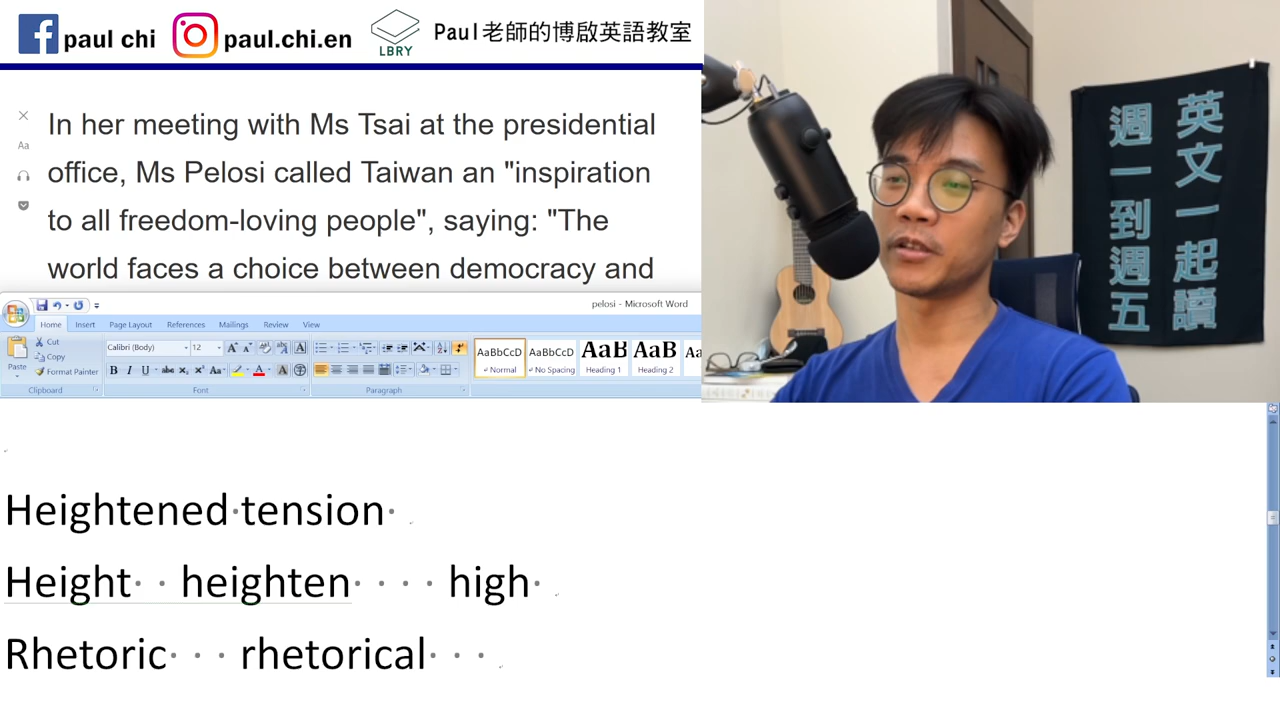 paul chi
paul.chi.en
LBRY
Paul老師的博啟英語教室
In her meeting with Ms Tsai at the presidential
office, Ms Pelosi called Taiwan an "inspiration
to all freedom-loving people", saying: "The
world faces a choice between democracy and
Aa
pelosi - Microsoft Word
Home Insert Page Layout References Mailings Review View
Paste
Cut
Copy
Format Painter
Calibri (Body) 12
AaBbCcD AaBbCcD AaBb AaB Aa
Normal No Spacing Heading 1 Heading 2
Clipboard Font Paragraph
英文一起讀
週一到週五
Heightened tension
Height heighten high
Rhetoric rhetorical